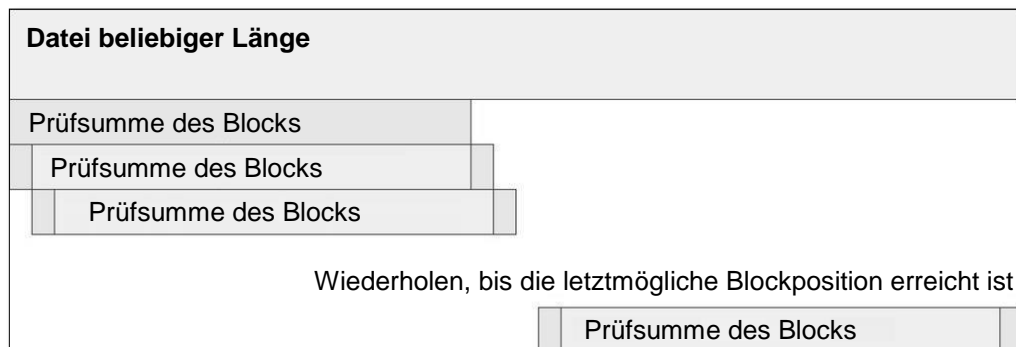 Datei beliebiger Länge
Prüfsumme des Blocks
Prüfsumme des Blocks
Prüfsumme des Blocks
Wiederholen, bis die letztmögliche Blockposition erreicht ist
Prüfsumme des Blocks